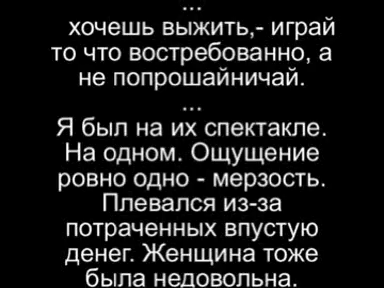 ...
хочешь выжить,- играй
то что востребованно, а
не попрошайничай.
...
Я был на их спектакле.
На одном. Ощущение
ровно одно - мерзость.
Плевался из-за
потраченных впустую
денег. Женщина тоже
была недовольна.